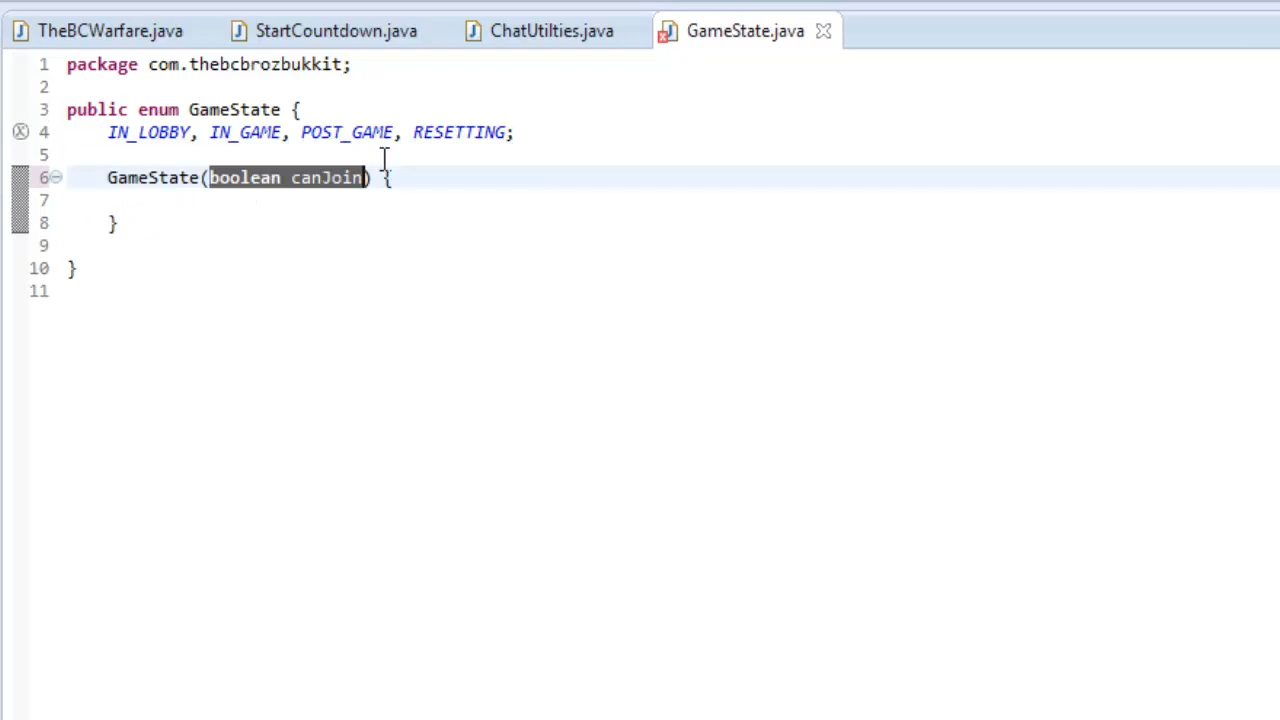 TheBCWarfare.java StartCountdown.java ChatUtilties.java GameState.java
1 package com.thebcbrozbukkit;
2
3 public enum GameState {
4 IN_LOBBY, IN_GAME, POST_GAME, RESETTING;
5
6 GameState(boolean canJoin) {
7
8 }
9
10 }
11